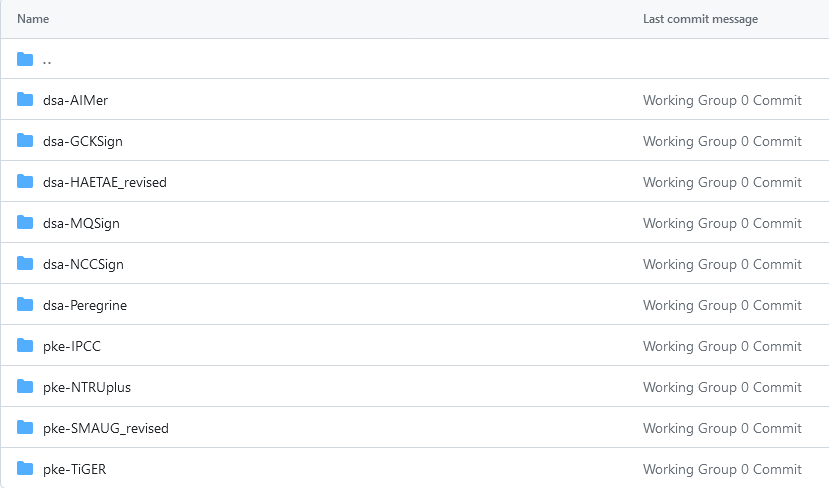 Name Last commit message
..
dsa-AIMer Working Group 0 Commit
dsa-GCKSign Working Group 0 Commit
dsa-HAETAE_revised Working Group 0 Commit
dsa-MQSign Working Group 0 Commit
dsa-NCCSign Working Group 0 Commit
dsa-Peregrine Working Group 0 Commit
pke-IPCC Working Group 0 Commit
pke-NTRUplus Working Group 0 Commit
pke-SMAUG_revised Working Group 0 Commit
pke-TiGER Working Group 0 Commit